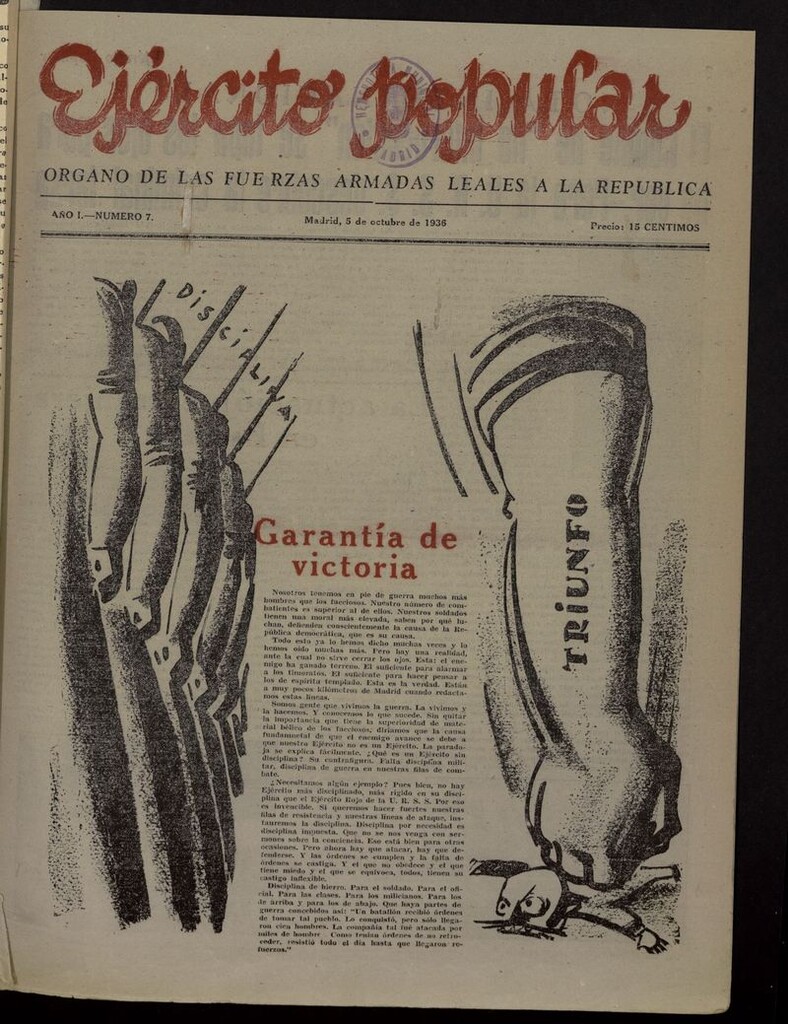 Ejército popular
ORGANO DE LAS FUERZAS ARMADAS LEALES A LA REPUBLICA
AÑO I.—NUMERO 7.
Madrid, 5 de octubre de 1936
Precio: 15 CENTIMOS
DISCIPLINA
TRIUNFO
Garantía de
victoria
Nosotros tenemos en pie de guerra muchos más
hombres que los facciosos. Nuestro número de com-
batientes es superior al de ellos. Nuestros soldados
tienen una moral más elevada, saben por qué lu-
chan, defienden conscientemente la causa de la Re-
pública democrática, que es su causa.
Todo esto ya lo hemos dicho muchas veces y la
hemos oído muchas más. Pero hay una realidad,
ante la cual no sirve cerrar los ojos. Esta: el ene-
migo ha ganado terreno. El suficiente para alarmar
a los timoratos. El suficiente para hacer pensar a
los de espíritu templado. Esta es la verdad. Están
a muy pocos kilómetros de Madrid cuando redacta-
mos estas líneas.
Somos gente que vivimos la guerra. La vivimos y
la hacemos. Y conocemos lo que sucede. Sin quitar
la importancia que tiene la superioridad de mate-
rial bélico de los facciosos, diríamos que la causa
fundamental de que el enemigo avance se debe a
que nuestra Ejército no es un Ejército. La parado-
ja se explica fácilmente. ¿Qué es un Ejército sin
disciplina? Su contrafigura. Falta disciplina mili-
tar, disciplina de guerra en nuestras filas de com-
bate.
¿Necesitamos algún ejemplo? Pues bien, no hay
Ejército más disciplinado, más rígido en su disci-
plina que el Ejército Rojo de la U. R. S. S. Por eso
es invencible. Si queremos hacer fuertes nuestras
filas de resistencia y nuestras líneas de ataque, ins-
tauremos la disciplina. Disciplina por necesidad es
disciplina impuesta. Que no se nos venga con ser-
mones sobre la conciencia. Eso está bien para otras
ocasiones. Pero ahora hay que atacar, hay que de-
fenderse. Y las órdenes se cumplen y la falta de
órdenes se castiga. Y el que no obedece y el que
tiene miedo y el que se equivoca, todos, tienen su
castigo inflexible.
Disciplina de hierro. Para el soldado. Para el ofi-
cial. Para las clases. Para los milicianos. Para los
de arriba y para los de abajo. Que haya partes de
guerra concebidos así: "Un batallón recibió órdenes
de tomar tal pueblo. Lo conquistó, pero sólo llega-
ron cien hombres. La compañía tal fué atacada por
miles de hombre. Como tenían órdenes de no retro-
ceder, resistió todo el día hasta que llegaron re-
fuerzos."